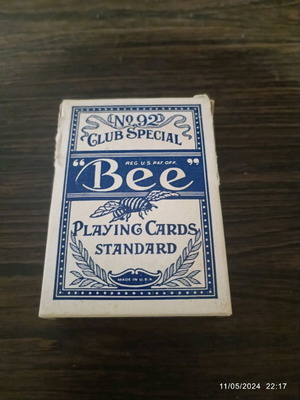 No. 92
Club Special
REG. U.S. PAT. OFF.
"Bee"
Playing Cards
Standard
MADE IN U.S.A.
11/05/2024 22:17